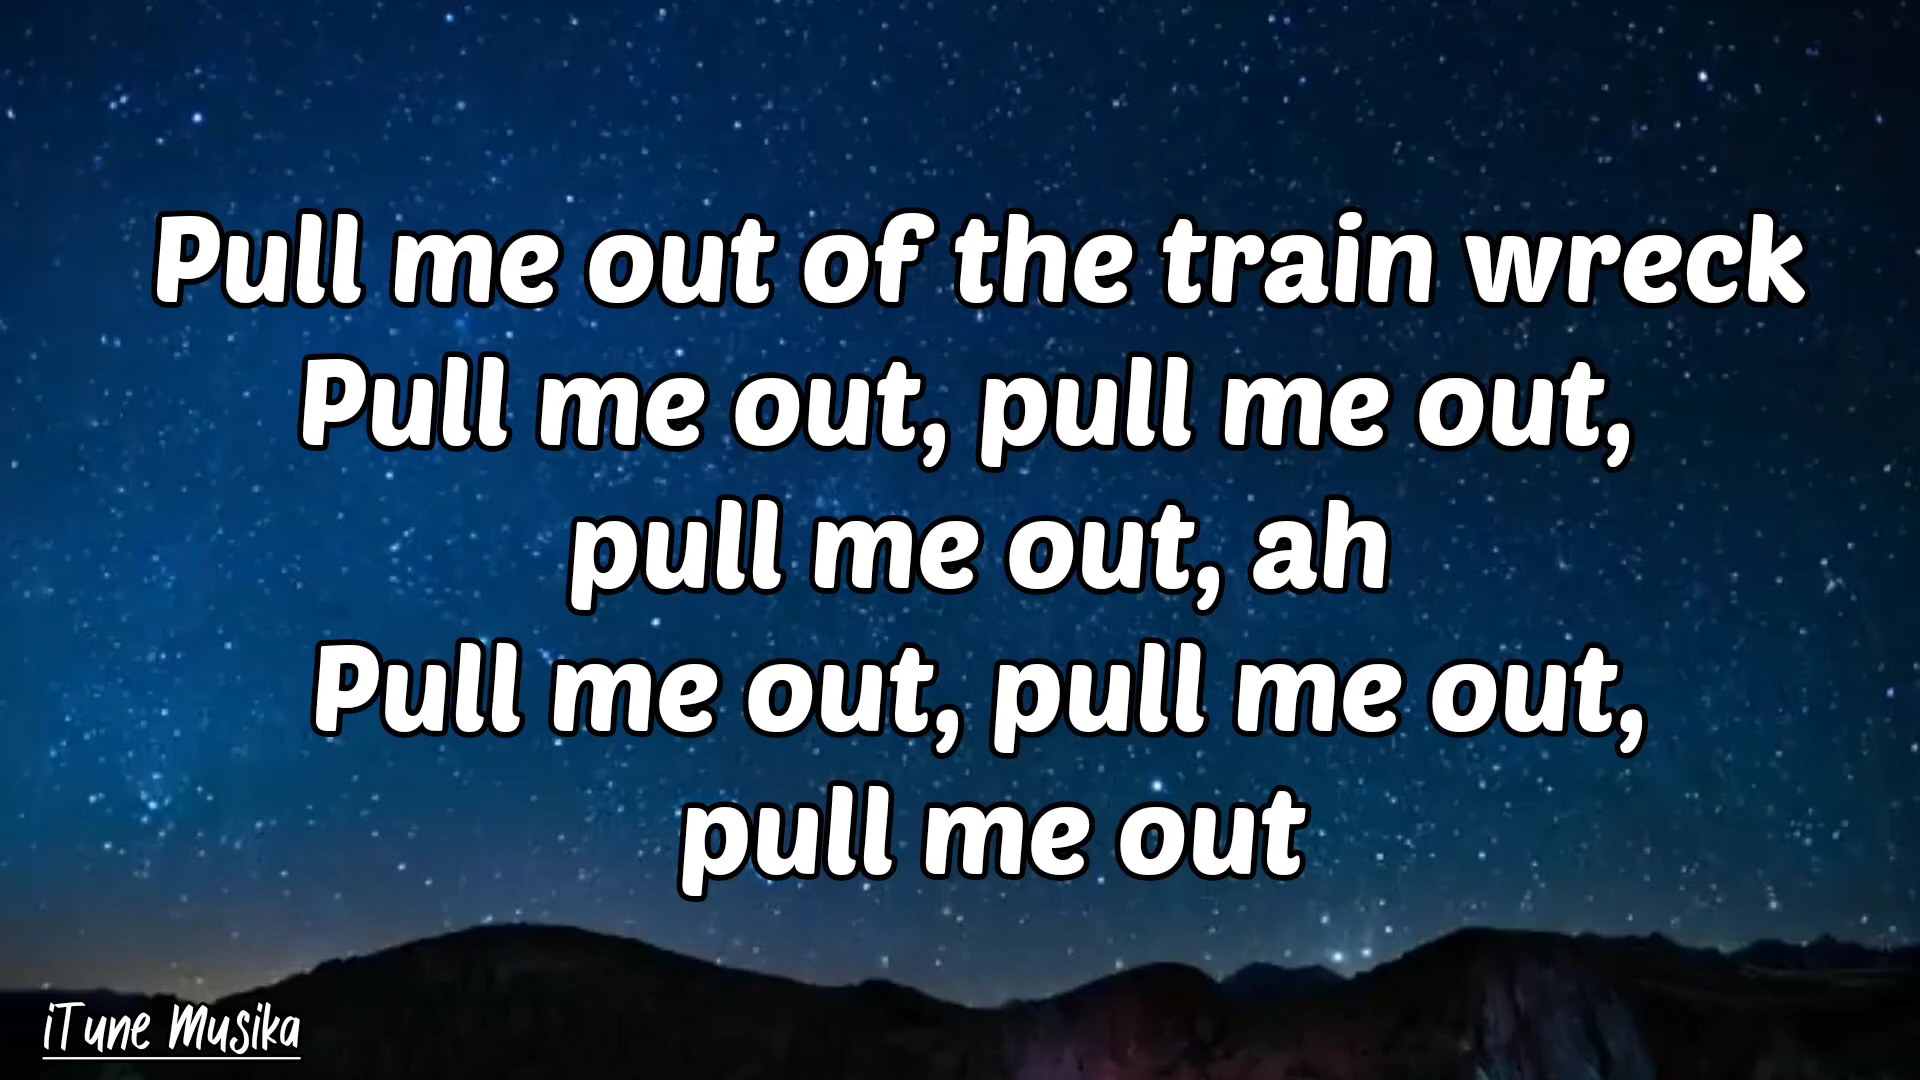 Pull me out of the train wreck
Pull me out, pull me out,
pull me out, ah
Pull me out, pull me out,
pull me out
iTune Musika